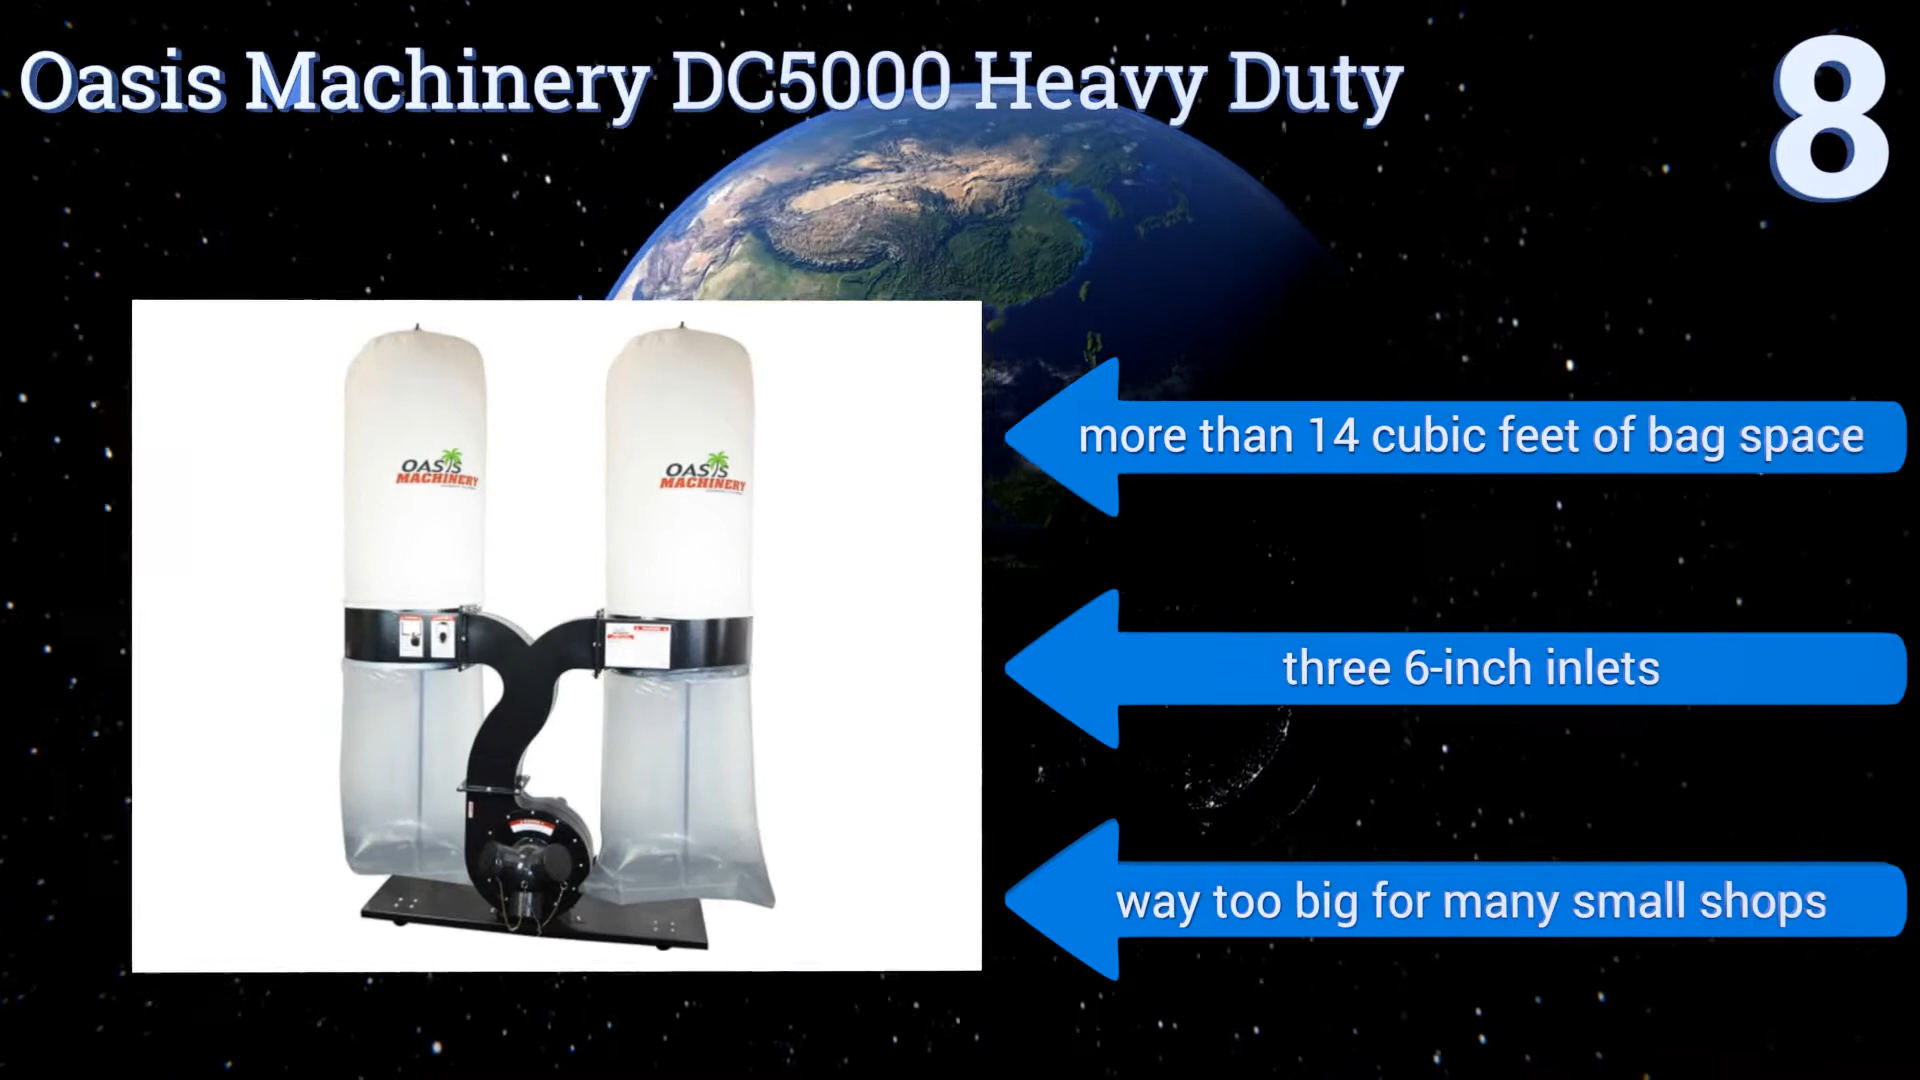 Oasis Machinery DC5000 Heavy Duty
8
more than 14 cubic feet of bag space
three 6-inch inlets
way too big for many small shops
OASIS
MACHINERY
OASIS
MACHINERY